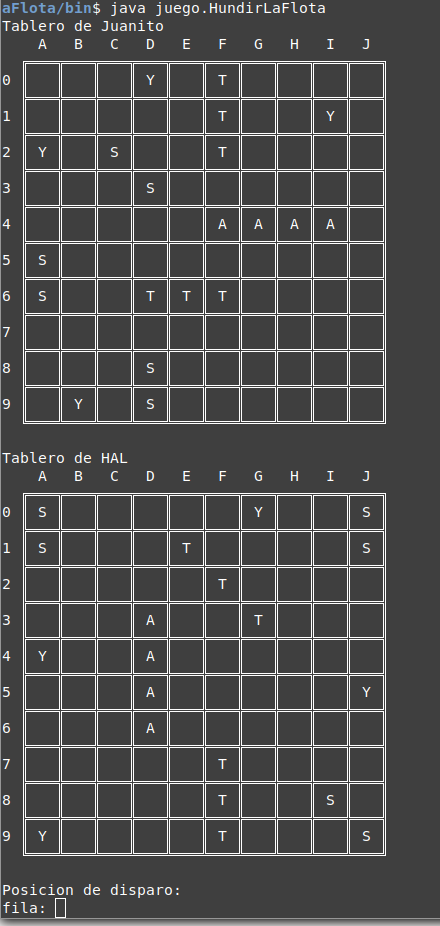 aFlota/bin$ java juego.HundirLaFlota
Tablero de Juanito
A B C D E F G H I J
0 Y T
1 T Y
2 Y S T
3 S
4 A A A A
5 S
6 S T T T
7
8 S
9 Y S
Tablero de HAL
A B C D E F G H I J
0 S Y S
1 S T S
2 T
3 A T
4 Y A
5 A Y
6 A
7 T
8 T S
9 Y T S
Posicion de disparo:
fila: